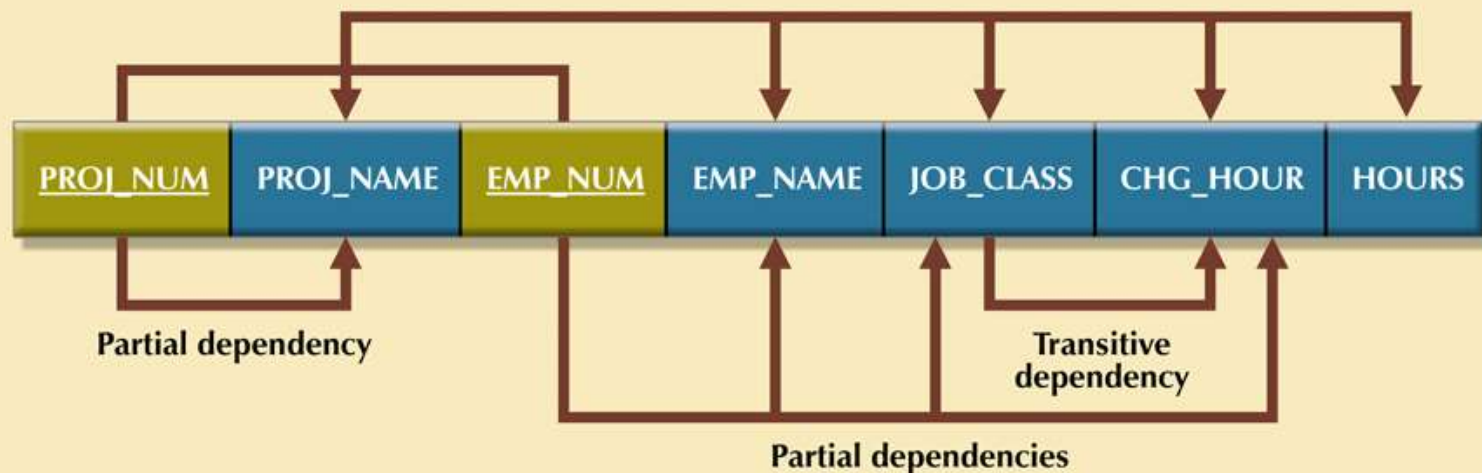 PROJ_NUM PROJ_NAME EMP_NUM EMP_NAME JOB_CLASS CHG_HOUR HOURS
Partial dependency
Transitive
dependency
Partial dependencies